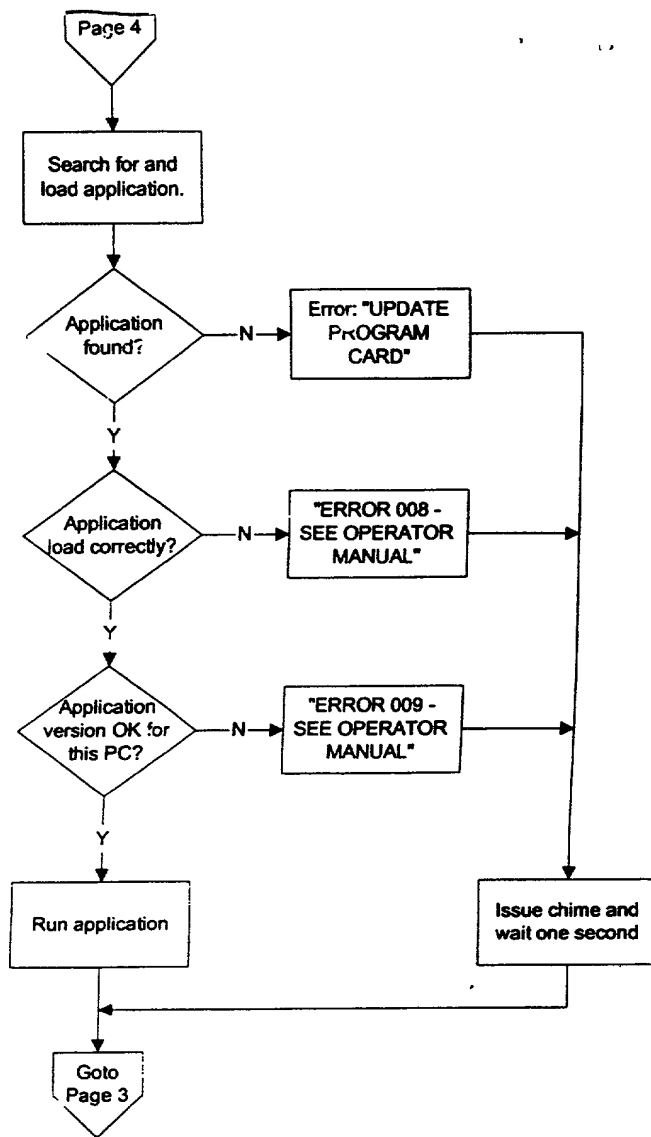 Page 4
Search for and
load application.
Application
found?
N
Error: "UPDATE
PROGRAM
CARD"
Y
Application
load correctly?
N
"ERROR 008 -
SEE OPERATOR
MANUAL"
Y
Application
version OK for
this PC?
N
"ERROR 009 -
SEE OPERATOR
MANUAL"
Y
Run application
Issue chime and
wait one second
Goto
Page 3